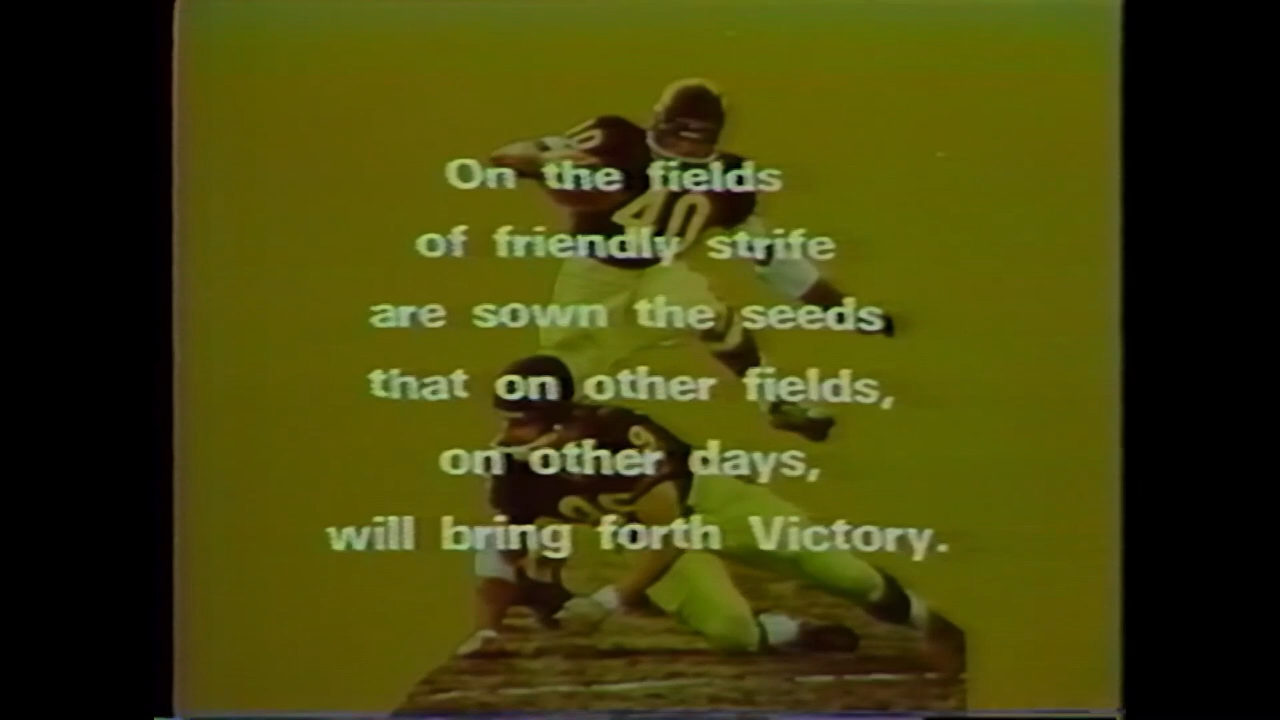 40
On the fields
of friendly strife
are sown the seeds
that on other fields,
on other days,
will bring forth Victory.